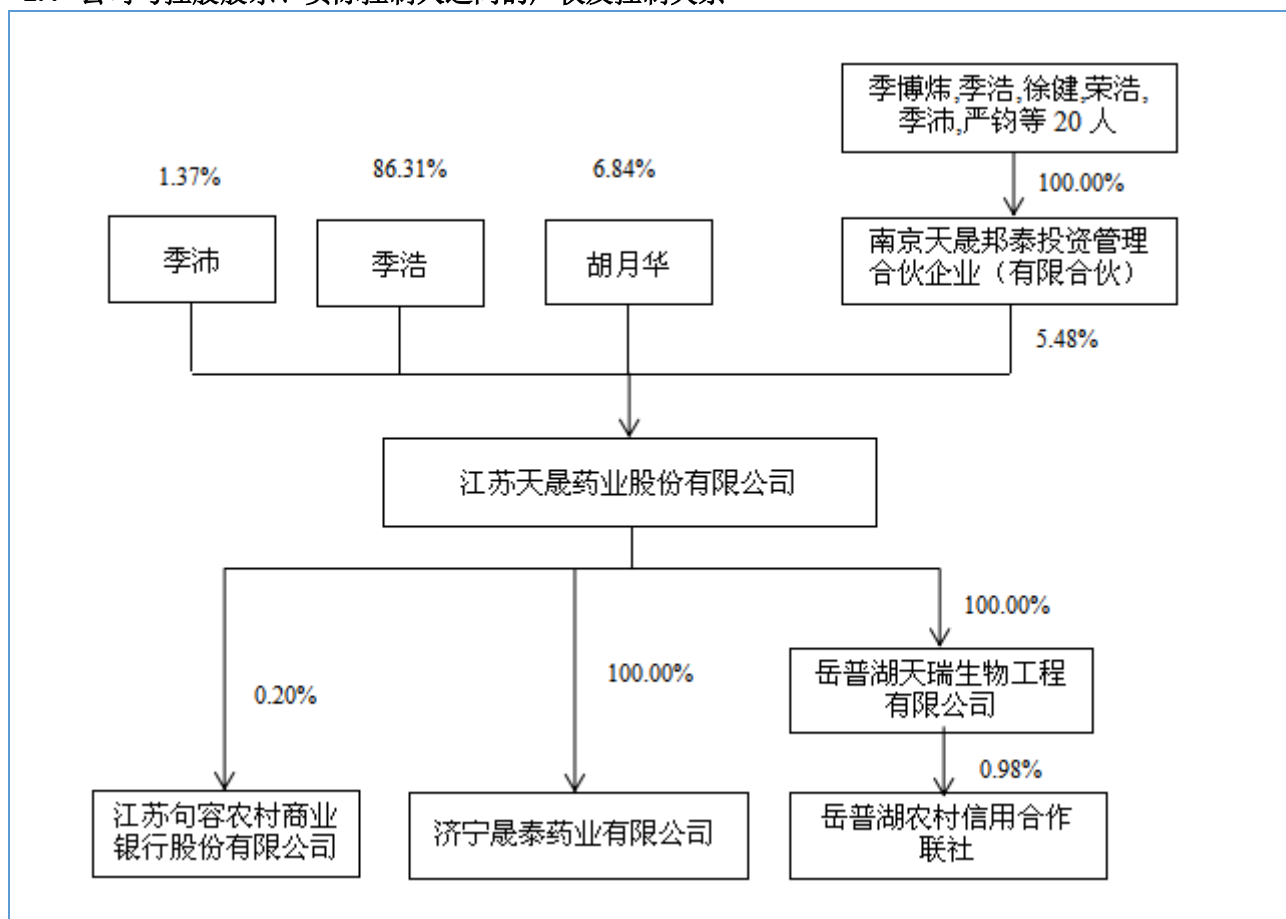 季博炜,季浩,徐健,荣浩,
季沛,严钧等 20 人
1.37%
86.31%
6.84%
100.00%
季沛
季浩
胡月华
南京天晟邦泰投资管理
合伙企业（有限合伙）
5.48%
江苏天晟药业股份有限公司
100.00%
0.20%
100.00%
岳普湖天瑞生物工程
有限公司
0.98%
江苏句容农村商业
银行股份有限公司
济宁晟泰药业有限公司
岳普湖农村信用合作
联社